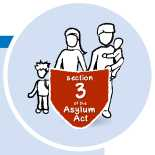 section
3
of the
Asylum
Act